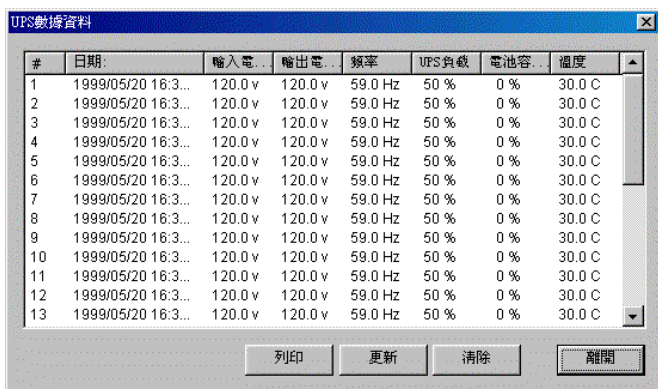 UPS數據資料
# 日期: 輸入電... 輸出電... 頻率 UPS負載 電池容... 溫度
1 1999/05/20 16:3... 120.0 v 120.0 v 59.0 Hz 50 % 0 % 30.0 C
2 1999/05/20 16:3... 120.0 v 120.0 v 59.0 Hz 50 % 0 % 30.0 C
3 1999/05/20 16:3... 120.0 v 120.0 v 59.0 Hz 50 % 0 % 30.0 C
4 1999/05/20 16:3... 120.0 v 120.0 v 59.0 Hz 50 % 0 % 30.0 C
5 1999/05/20 16:3... 120.0 v 120.0 v 59.0 Hz 50 % 0 % 30.0 C
6 1999/05/20 16:3... 120.0 v 120.0 v 59.0 Hz 50 % 0 % 30.0 C
7 1999/05/20 16:3... 120.0 v 120.0 v 59.0 Hz 50 % 0 % 30.0 C
8 1999/05/20 16:3... 120.0 v 120.0 v 59.0 Hz 50 % 0 % 30.0 C
9 1999/05/20 16:3... 120.0 v 120.0 v 59.0 Hz 50 % 0 % 30.0 C
10 1999/05/20 16:3... 120.0 v 120.0 v 59.0 Hz 50 % 0 % 30.0 C
11 1999/05/20 16:3... 120.0 v 120.0 v 59.0 Hz 50 % 0 % 30.0 C
12 1999/05/20 16:3... 120.0 v 120.0 v 59.0 Hz 50 % 0 % 30.0 C
13 1999/05/20 16:3... 120.0 v 120.0 v 59.0 Hz 50 % 0 % 30.0 C
列印 更新 清除 離開